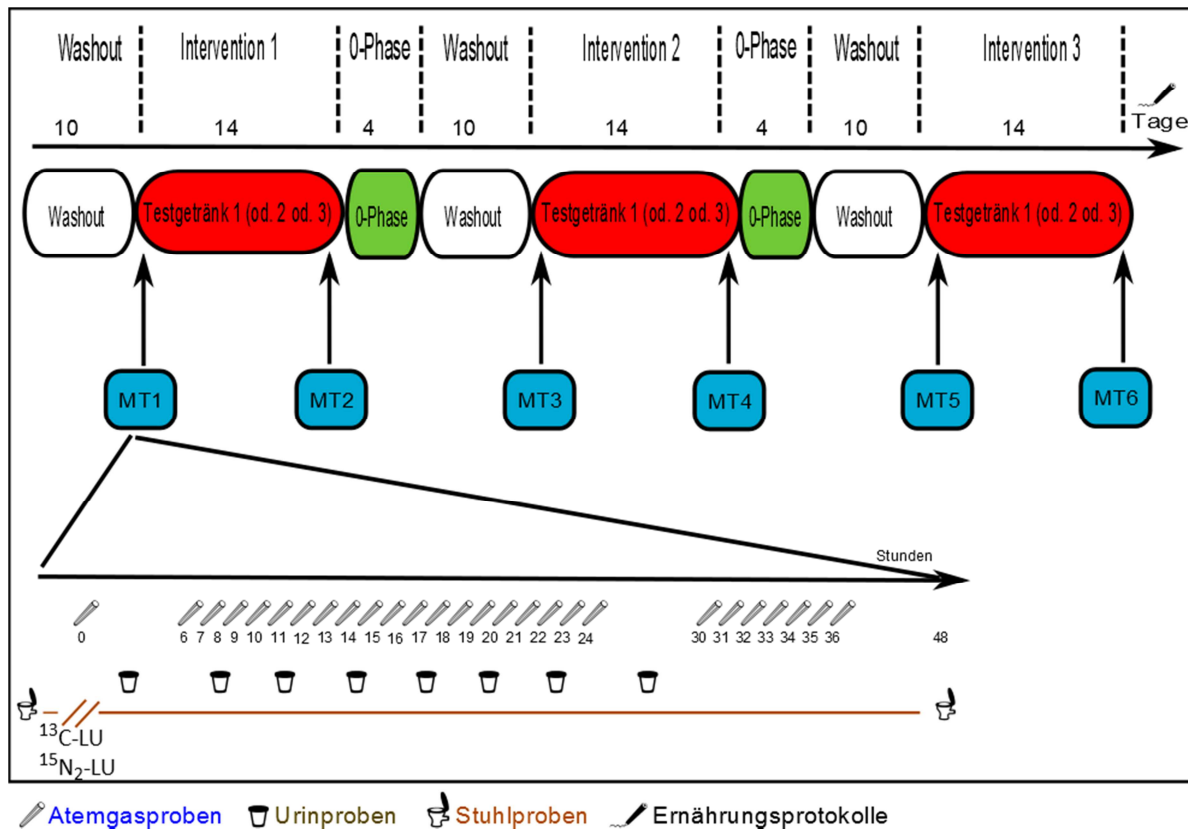 Washout Intervention 1 0-Phase Washout Intervention 2 0-Phase Washout Intervention 3
10 14 4 10 14 4 10 14 Tage
Washout Testgetränk 1 (od. 2 od. 3) 0-Phase Washout Testgetränk 1 (od. 2 od. 3) 0-Phase Washout Testgetränk 1 (od. 2 od. 3)
MT1 MT2 MT3 MT4 MT5 MT6
Stunden
0 6 7 8 9 10 11 12 13 14 15 16 17 18 19 20 21 22 23 24 30 31 32 33 34 35 36 48
¹³C-LU
¹⁵N₂-LU
Atemgasproben Urinproben Stuhlproben Ernährungsprotokolle